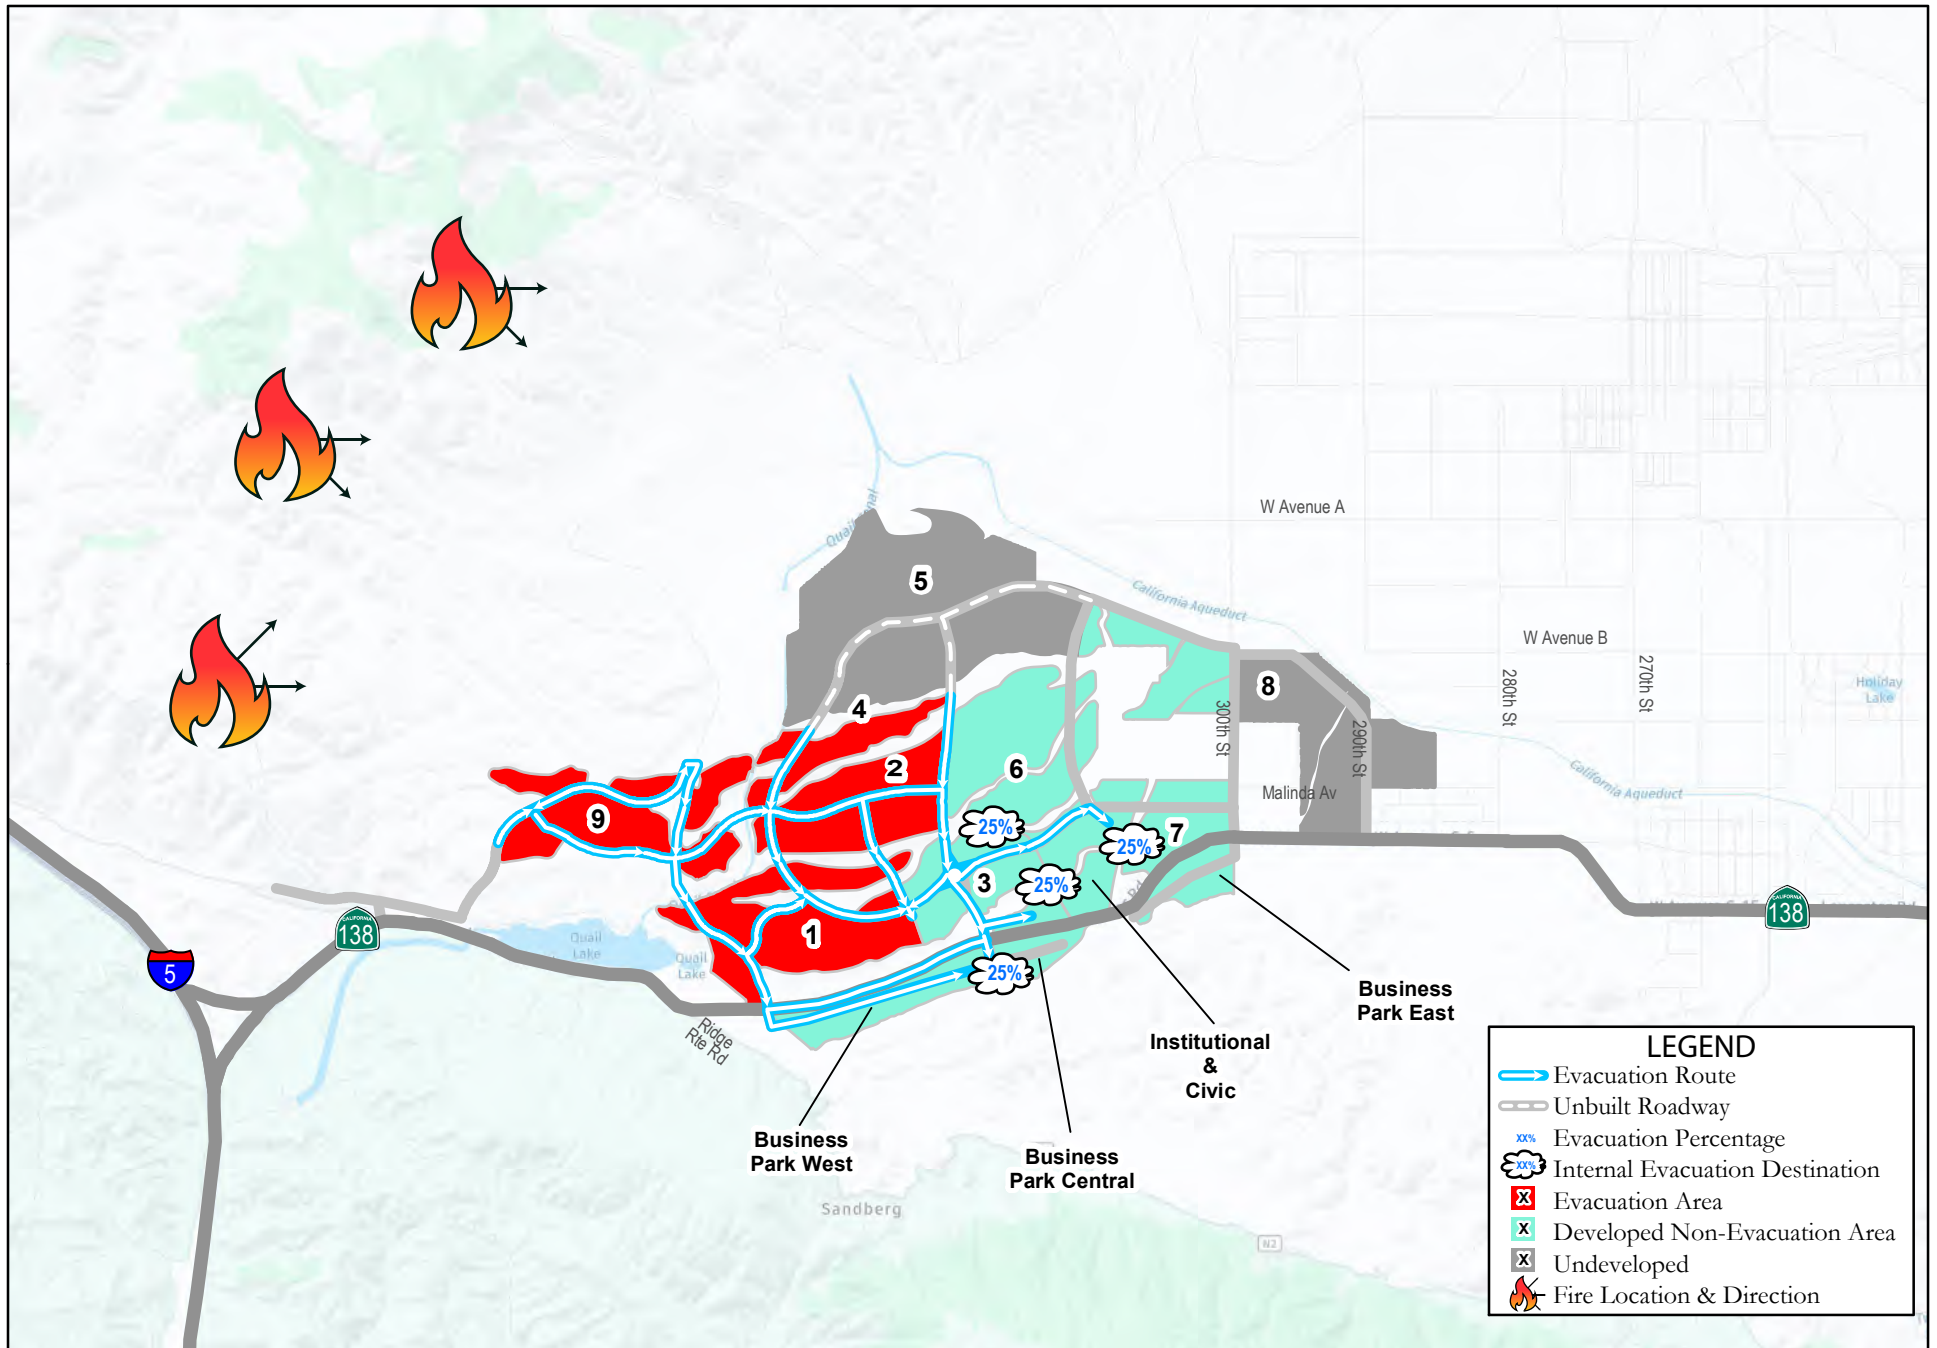 W Avenue A
Quail Canal
5
California Aqueduct
W Avenue B
270th St
280th St
Holiday
Lake
8
300th St
290th St
4
2
6
California Aqueduct
Malinda Av
9
25%
7
25%
3
25%
1
CALIFORNIA
138
CALIFORNIA
138
Quail
Lake
Quail
Lake
5
25%
Ridge
Rte Rd
Business
Park East
Institutional
&
Civic
Business
Park West
Business
Park Central
Sandberg
N2
LEGEND
Evacuation Route
Unbuilt Roadway
XX% Evacuation Percentage
XX% Internal Evacuation Destination
X Evacuation Area
X Developed Non-Evacuation Area
X Undeveloped
Fire Location & Direction